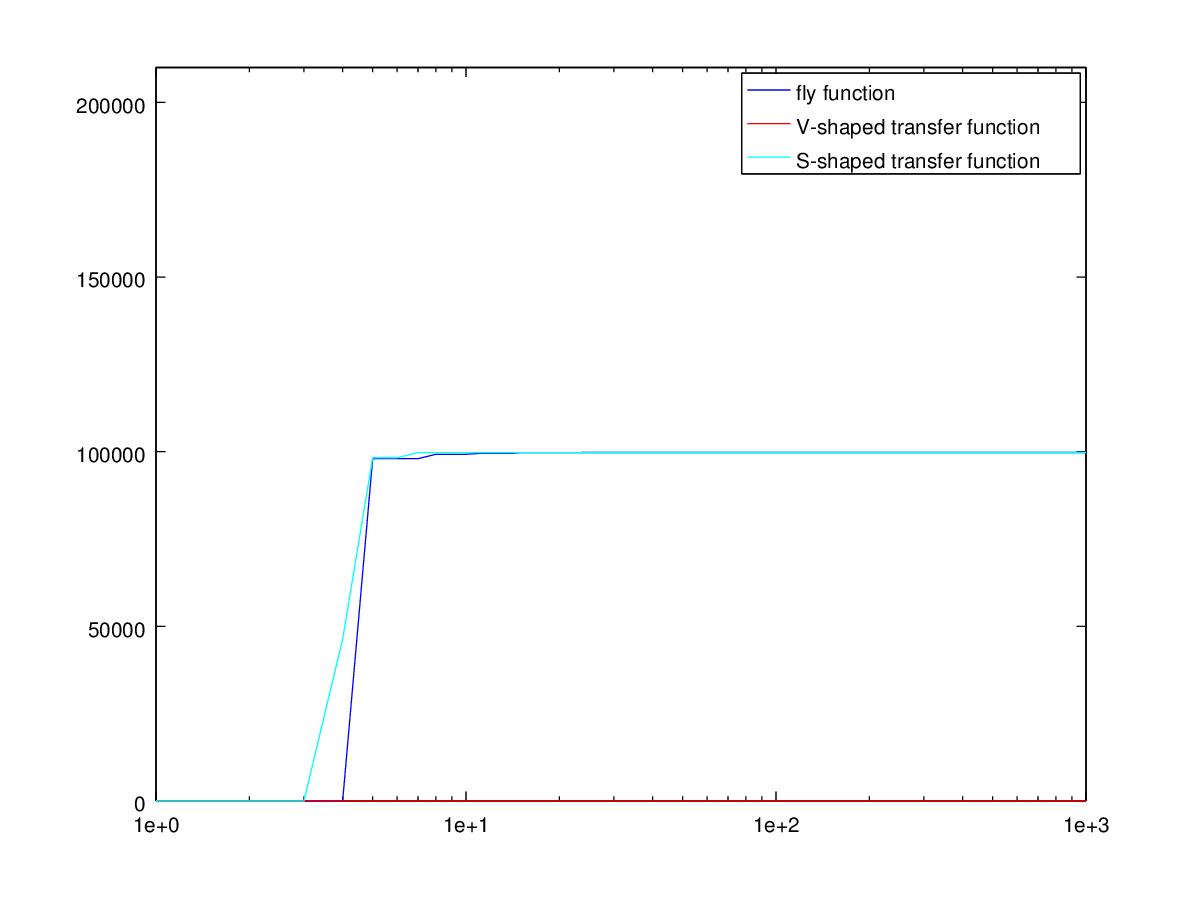 fly function
V-shaped transfer function
S-shaped transfer function
200000
150000
100000
50000
0
1e+0 1e+1 1e+2 1e+3